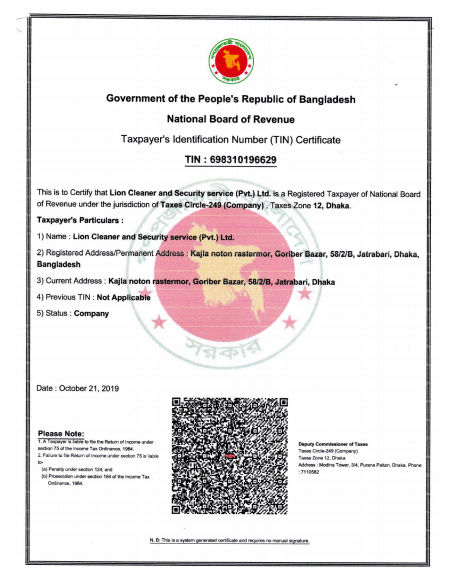 Government of the People's Republic of Bangladesh
National Board of Revenue
Taxpayer's Identification Number (TIN) Certificate
TIN : 698310196629
This is to Certify that Lion Cleaner and Security service (Pvt.) Ltd. is a Registered Taxpayer of National Board
of Revenue under the jurisdiction of Taxes Circle-249 (Company) , Taxes Zone 12, Dhaka.
Taxpayer's Particulars :
1) Name : Lion Cleaner and Security service (Pvt.) Ltd.
2) Registered Address/Permanent Address : Kajla noton rastermor, Goriber Bazar, 58/2/B, Jatrabari, Dhaka,
Bangladesh
3) Current Address : Kajla noton rastermor, Goriber Bazar, 58/2/B, Jatrabari, Dhaka
4) Previous TIN : Not Applicable
5) Status : Company
সরকার
Date : October 21, 2019
Please Note:
1. A Taxpayer is liable to file the Return of Income under
section 75 of the Income Tax Ordinance, 1984.
2. Failure to file Return of Income under section 75 is liable
to-
(a) Penalty under section 124; and
(b) Prosecution under section 164 of the Income Tax
Ordinance, 1984.
Deputy Commissioner of Taxes
Taxes Circle-249 (Company)
Taxes Zone 12, Dhaka
Address : Modina Tower, 3/4, Purana Paltan, Dhaka. Phone
: 7110582
N. B: This is a system generated certificate and requires no manual signature.